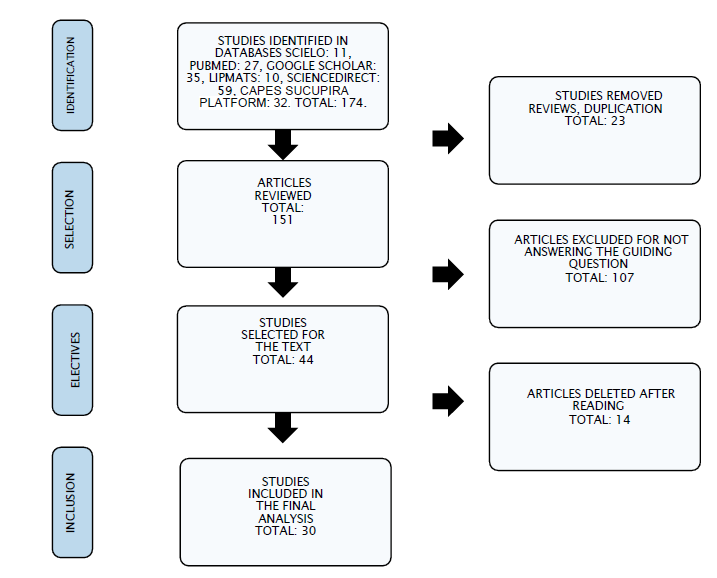 IDENTIFICATION
STUDIES IDENTIFIED IN
DATABASES SCIELO: 11,
PUBMED: 27, GOOGLE SCHOLAR:
35, LIPMATS: 10, SCIENCEDIRECT:
59, CAPES SUCUPIRA
PLATFORM: 32. TOTAL: 174.
STUDIES REMOVED
REVIEWS, DUPLICATION
TOTAL: 23
SELECTION
ARTICLES
REVIEWED
TOTAL:
151
ARTICLES EXCLUDED FOR NOT
ANSWERING THE GUIDING
QUESTION
TOTAL: 107
ELECTIVES
STUDIES
SELECTED FOR
THE TEXT
TOTAL: 44
ARTICLES DELETED AFTER
READING
TOTAL: 14
INCLUSION
STUDIES
INCLUDED IN
THE FINAL
ANALYSIS
TOTAL: 30